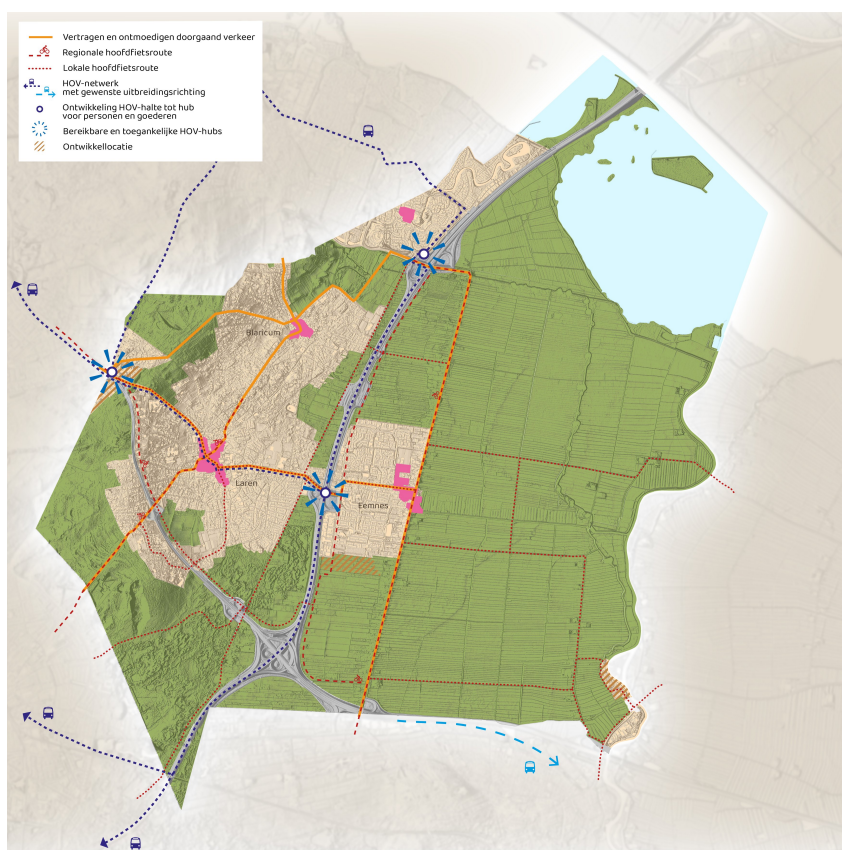 Vertragen en ontmoedigen doorgaand verkeer
Regionale hoofdfietsroute
Lokale hoofdfietsroute
HOV-netwerk
met gewenste uitbreidingsrichting
Ontwikkeling HOV-halte tot hub
voor personen en goederen
Bereikbare en toegankelijke HOV-hubs
Ontwikkellocatie
Blaricum
Laren
Eemnes